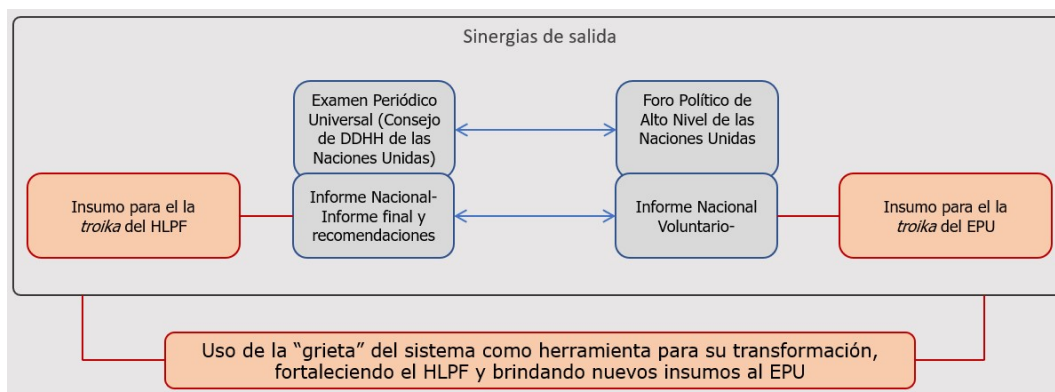 Sinergias de salida
Examen Periódico
Universal (Consejo
de DDHH de las
Naciones Unidas)
Foro Político de
Alto Nivel de las
Naciones Unidas
Insumo para el la
troika del HLPF
Informe Nacional-
Informe final y
recomendaciones
Informe Nacional
Voluntario-
Insumo para el la
troika del EPU
Uso de la “grieta” del sistema como herramienta para su transformación,
fortaleciendo el HLPF y brindando nuevos insumos al EPU